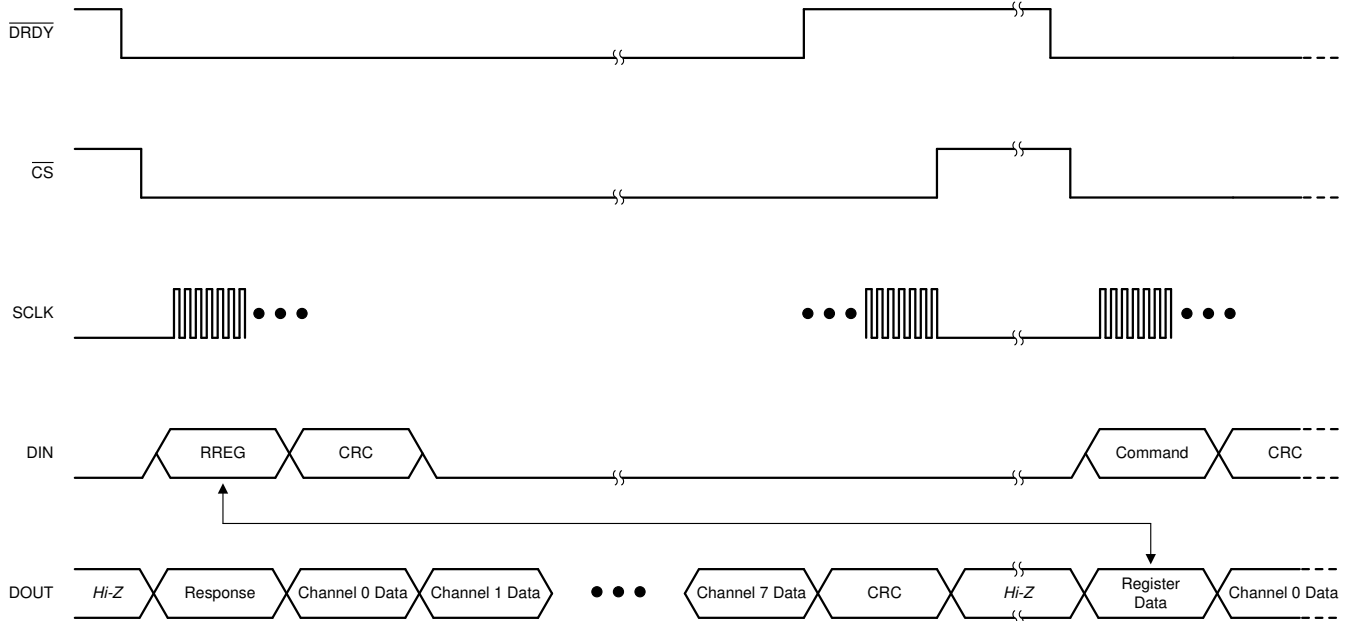 DRDY
CS
SCLK
DIN
RREG
CRC
Command
CRC
DOUT
Hi-Z
Response
Channel 0 Data
Channel 1 Data
Channel 7 Data
CRC
Hi-Z
Register
Data
Channel 0 Data